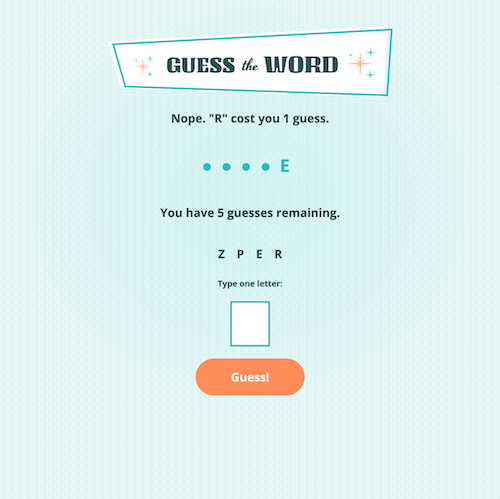 GUESS the WORD
Nope. "R" cost you 1 guess.
● ● ● ● E
You have 5 guesses remaining.
Z P E R
Type one letter:
Guess!